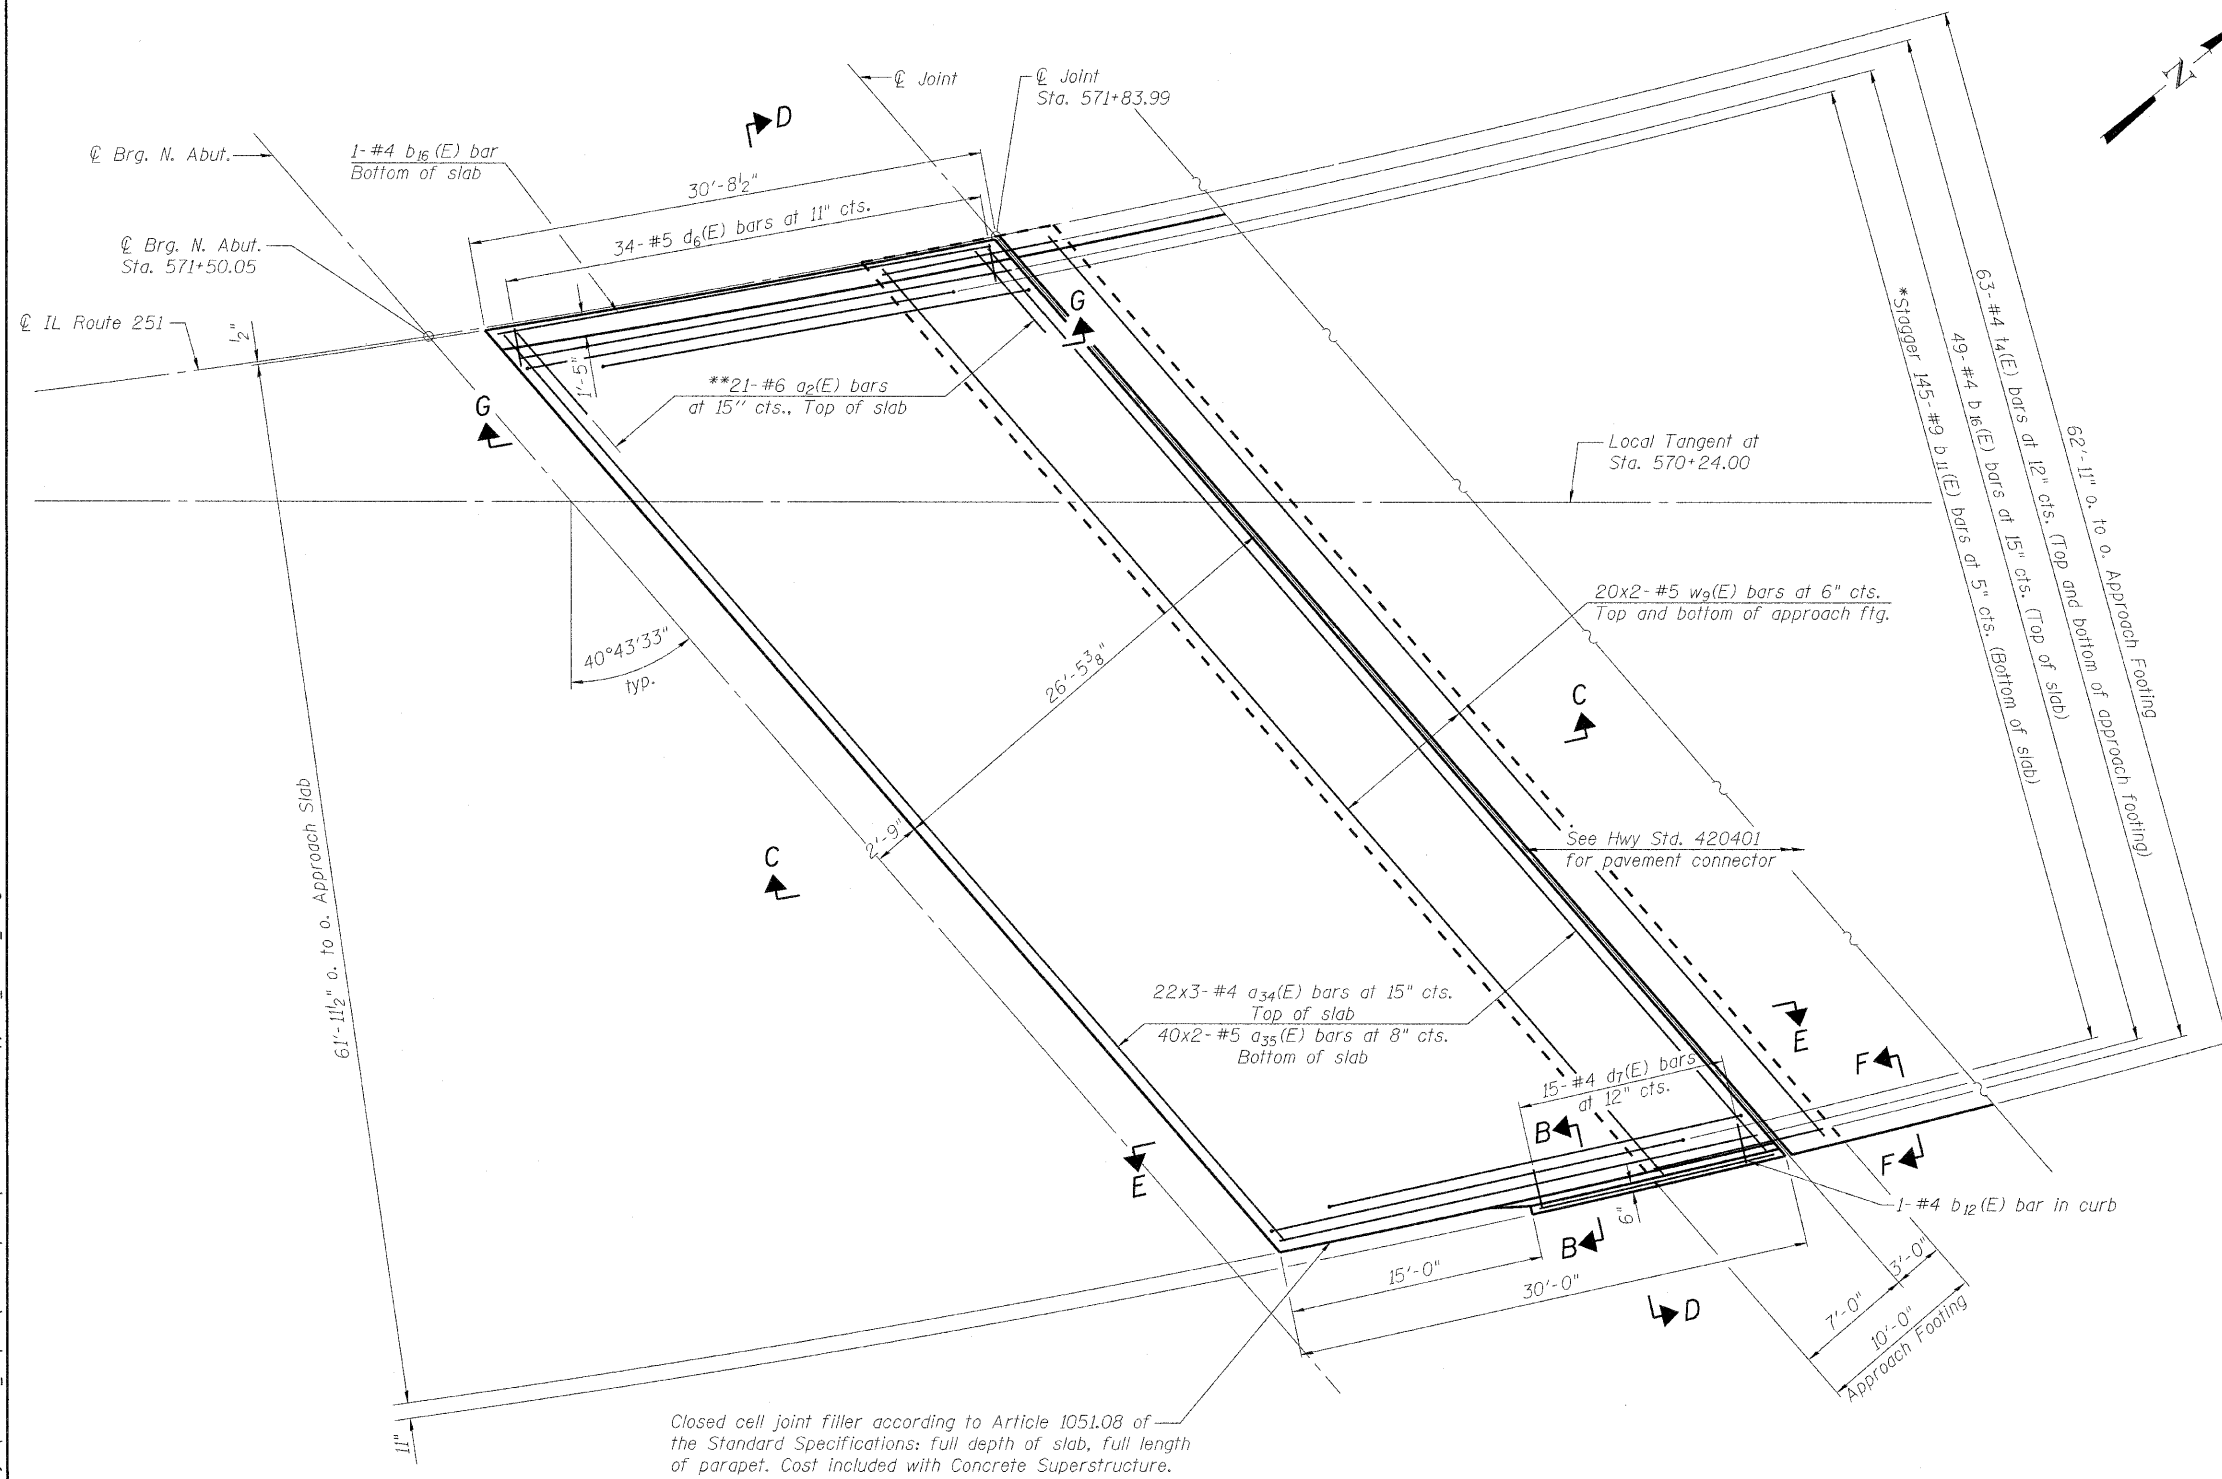 ℄ Joint
℄ Joint
Sta. 571+83.99
N
D
℄ Brg. N. Abut.
1-#4 b16(E) bar
Bottom of slab
30'-8½"
34-#5 d6(E) bars at 11" cts.
℄ Brg. N. Abut.
Sta. 571+50.05
℄ IL Route 251
½"
1'-5"
G
**21-#6 a2(E) bars
at 15" cts., Top of slab
G
Local Tangent at
Sta. 570+24.00
*Stagger 145-#9 b11(E) bars at 5" cts. (Bottom of slab)
49-#4 b16(E) bars at 15" cts. (Top of slab)
63-#4 t4(E) bars at 12" cts. (Top and bottom of approach footing)
62'-11" o. to o. Approach Footing
20x2-#5 w9(E) bars at 6" cts.
Top and bottom of approach ftg.
40°43'33"
typ.
26'-5⅜"
C
2'-9"
C
See Hwy Std. 420401
for pavement connector
61'-11½" o. to o. Approach Slab
22x3-#4 a34(E) bars at 15" cts.
Top of slab
40x2-#5 a35(E) bars at 8" cts.
Bottom of slab
E
15-#4 d7(E) bars
at 12" cts.
F
B
E
F
1-#4 b12(E) bar in curb
6"
B
15'-0"
30'-0"
D
3'-0"
7'-0"
10'-0"
Approach Footing
11"
Closed cell joint filler according to Article 1051.08 of
the Standard Specifications: full depth of slab, full length
of parapet. Cost included with Concrete Superstructure.